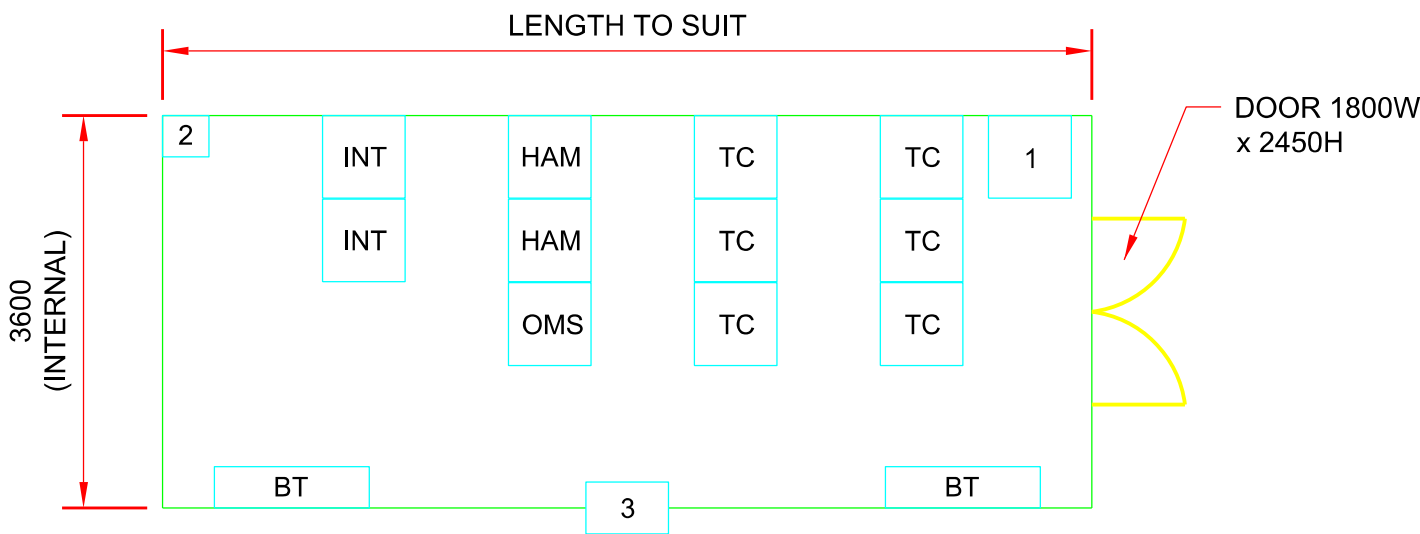 LENGTH TO SUIT
DOOR 1800W
x 2450H
2
INT
HAM
TC
TC
1
INT
HAM
TC
TC
3600
(INTERNAL)
OMS
TC
TC
BT
3
BT